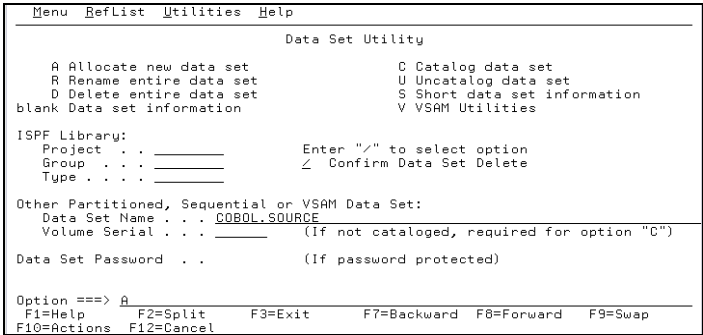 Menu RefList Utilities Help
Data Set Utility
A Allocate new data set C Catalog data set
R Rename entire data set U Uncatalog data set
D Delete entire data set S Short data set information
blank Data set information V VSAM Utilities
ISPF Library:
Project . . Enter "/" to select option
Group . . . / Confirm Data Set Delete
Type . . . .
Other Partitioned, Sequential or VSAM Data Set:
Data Set Name . . . COBOL.SOURCE
Volume Serial . . . (If not cataloged, required for option "C")
Data Set Password . . (If password protected)
Option ===> A
F1=Help F2=Split F3=Exit F7=Backward F8=Forward F9=Swap
F10=Actions F12=Cancel